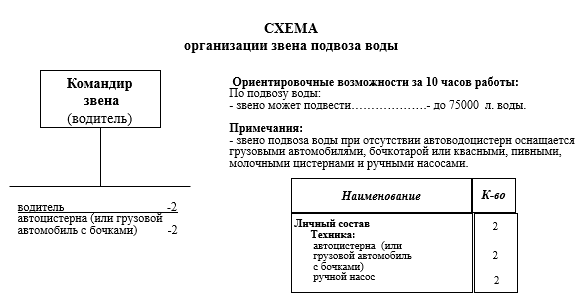 СХЕМА
организации звена подвоза воды
Командир
звена
(водитель)
водитель -2
автоцистерна (или грузовой
автомобиль с бочками) -2
Ориентировочные возможности за 10 часов работы:
По подвозу воды:
- звено может подвести……………….- до 75000 л. воды.
Примечания:
- звено подвоза воды при отсутствии автоводоцистерн оснащается
грузовыми автомобилями, бочкотарой или квасными, пивными,
молочными цистернами и ручными насосами.
Наименование К-во
Личный состав 2
Техника:
автоцистерна (или
грузовой автомобиль 2
с бочками)
ручной насос 2